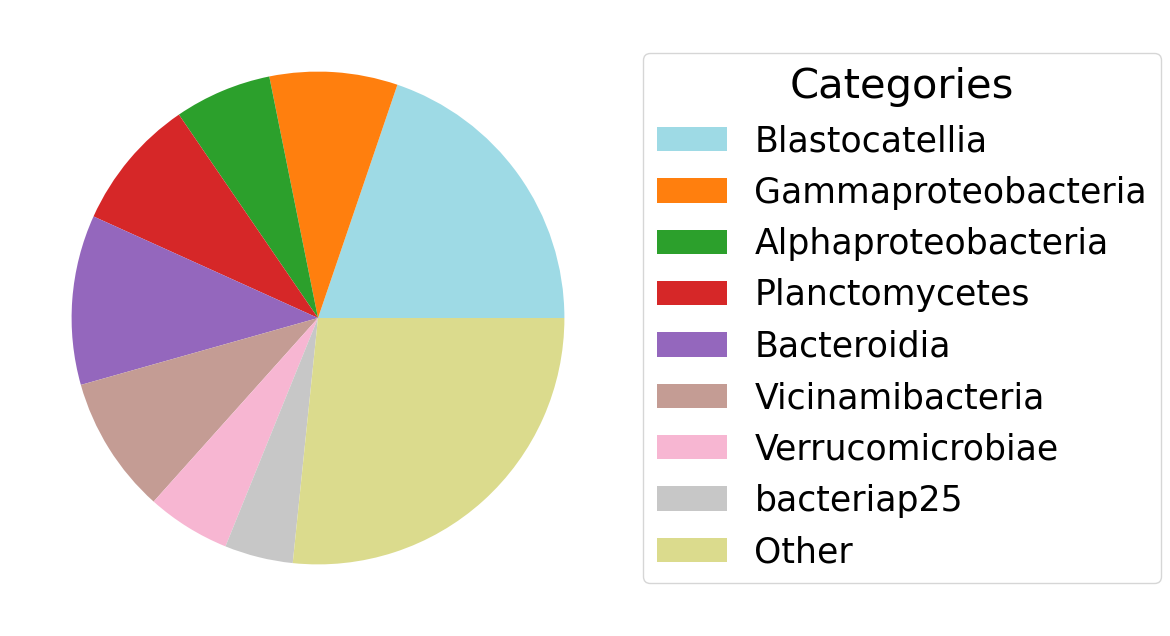 Categories
Blastocatellia
Gammaproteobacteria
Alphaproteobacteria
Planctomycetes
Bacteroidia
Vicinamibacteria
Verrucomicrobiae
bacteriap25
Other